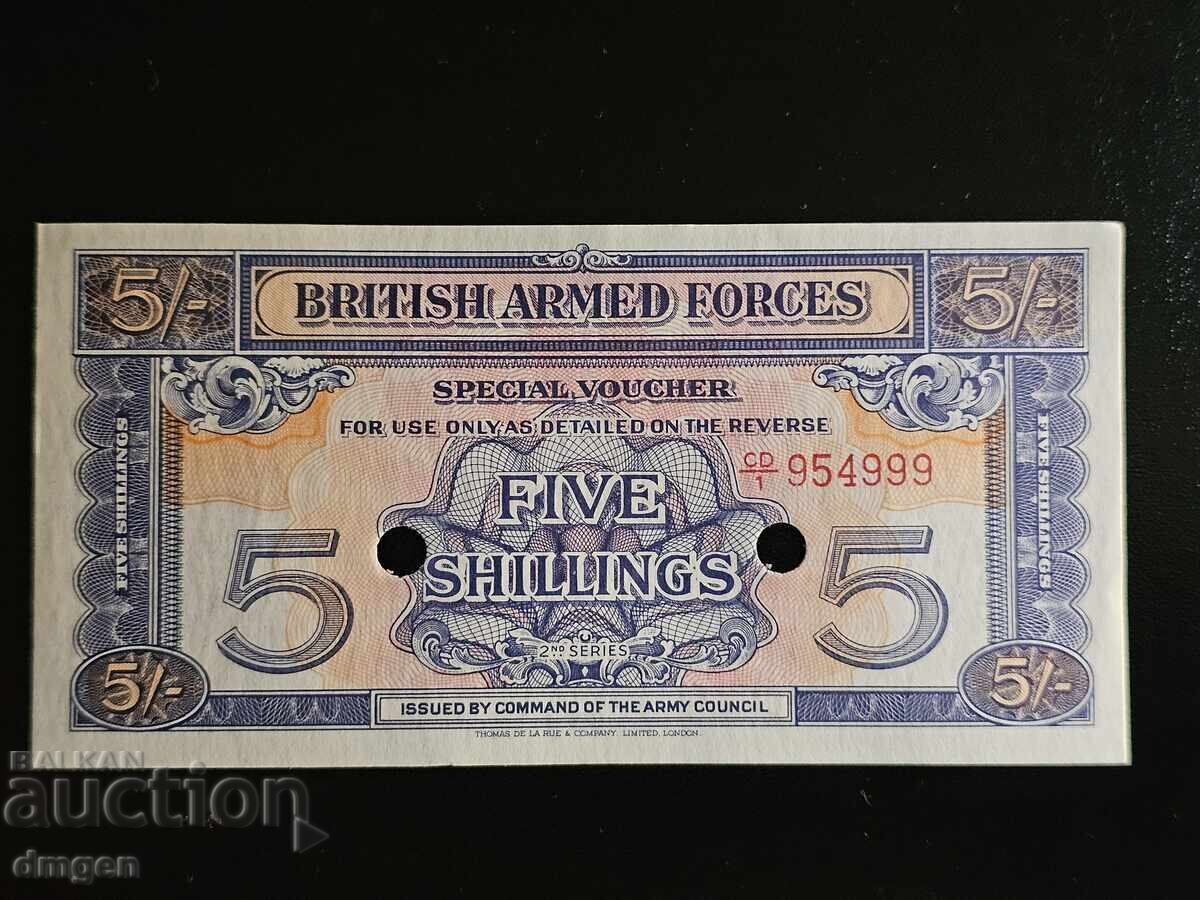 5/- BRITISH ARMED FORCES 5/-
SPECIAL VOUCHER
FOR USE ONLY AS DETAILED ON THE REVERSE
CD/1 954999
FIVE SHILLINGS
FIVE SHILLINGS
5 FIVE 5
SHILLINGS
2ND SERIES
5/- 5/-
ISSUED BY COMMAND OF THE ARMY COUNCIL
THOMAS DE LA RUE & COMPANY, LIMITED, LONDON.
BALKAN
auction
dmgen